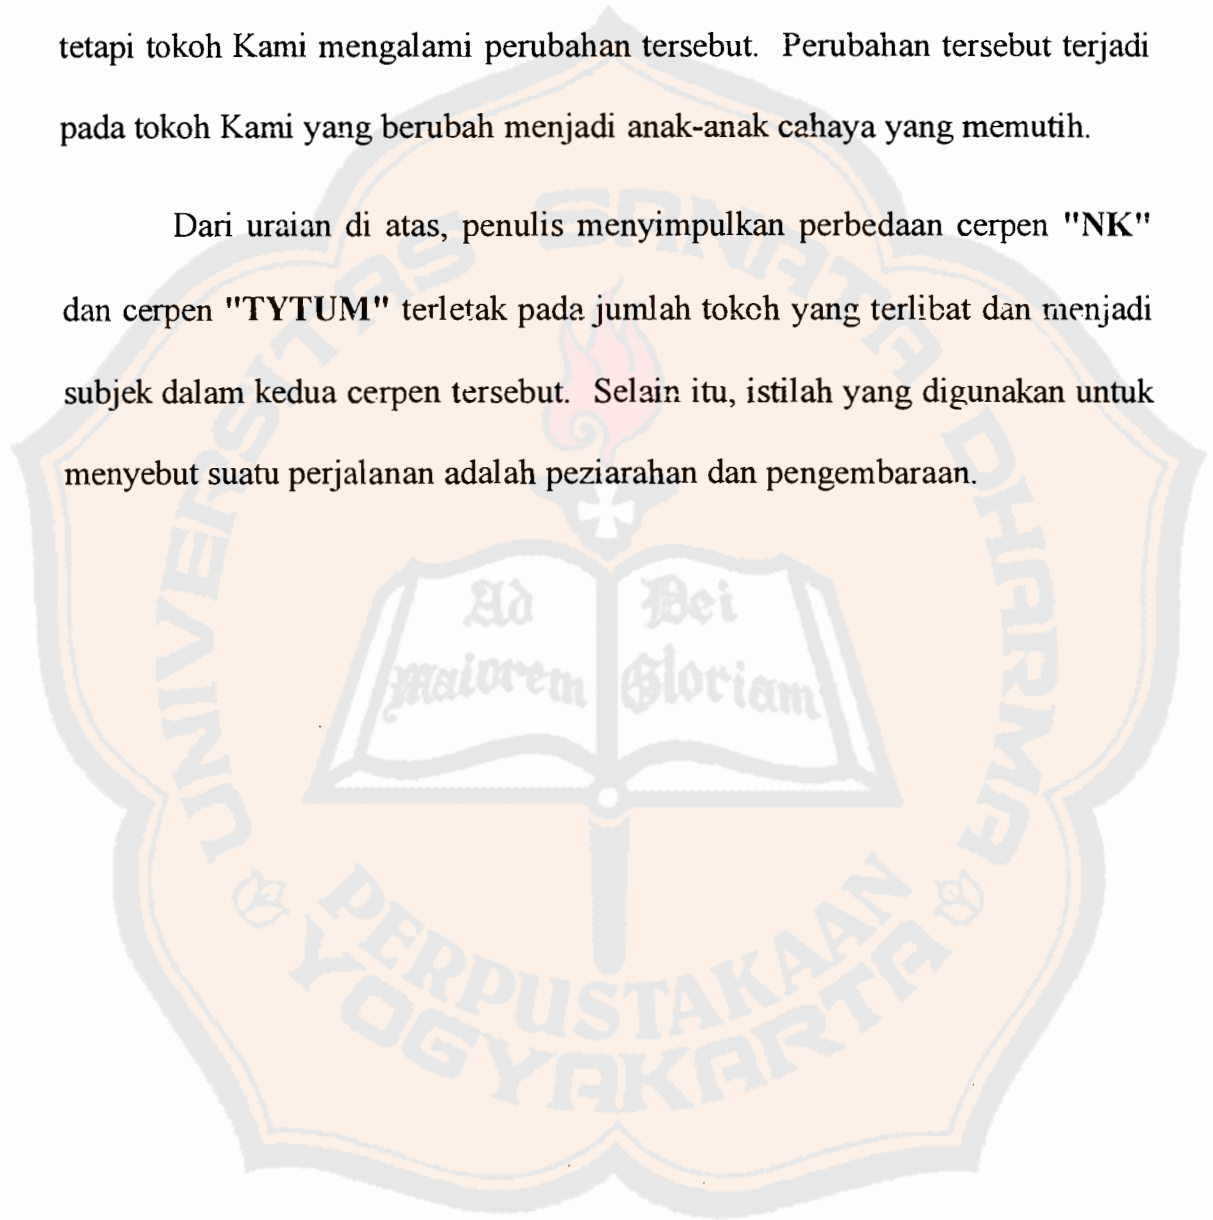 tetapi tokoh Kami mengalami perubahan tersebut. Perubahan tersebut terjadi
pada tokoh Kami yang berubah menjadi anak-anak cahaya yang memutih.
Dari uraian di atas, penulis menyimpulkan perbedaan cerpen "NK"
dan cerpen "TYTUM" terletak pada jumlah tokoh yang terlibat dan menjadi
subjek dalam kedua cerpen tersebut. Selain itu, istilah yang digunakan untuk
menyebut suatu perjalanan adalah peziarahan dan pengembaraan.
UNIVERSITAS SANATA DHARMA
Ad Dei
Maiorem Gloriam
PERPUSTAKAAN
YOGYAKARTA